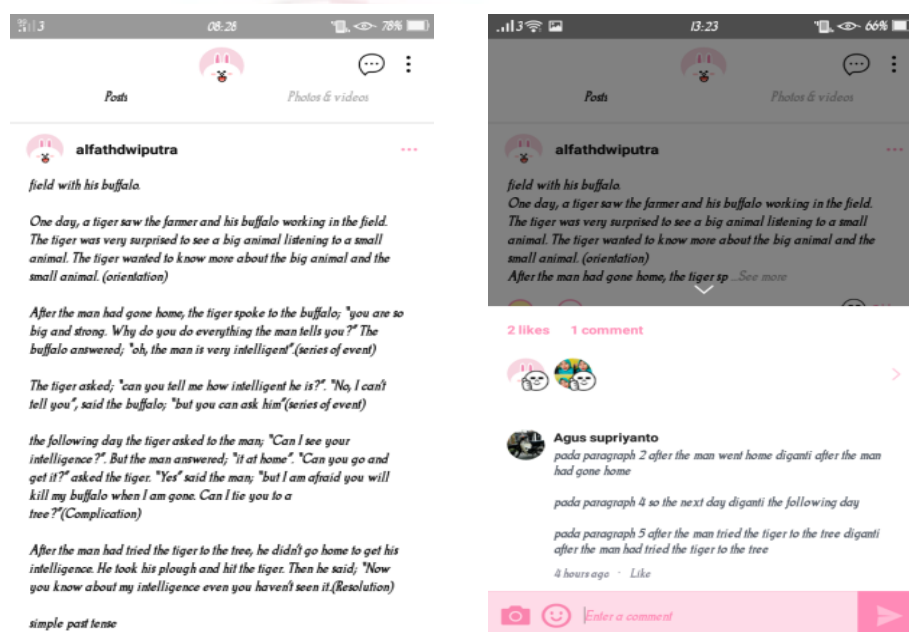 3 08:28 78%
Posts Photos & videos
alfathdwiputra
field with his buffalo.
One day, a tiger saw the farmer and his buffalo working in the field.
The tiger was very surprised to see a big animal listening to a small
animal. The tiger wanted to know more about the big animal and the
small animal. (orientation)
After the man had gone home, the tiger spoke to the buffalo; "you are so
big and strong. Why do you do everything the man tells you?" The
buffalo answered; "oh, the man is very intelligent".(series of event)
The tiger asked; "can you tell me how intelligent he is?". "No, I can't
tell you", said the buffalo; "but you can ask him"(series of event)
the following day the tiger asked to the man; "Can I see your
intelligence?". But the man answered; "it at home". "Can you go and
get it?" asked the tiger. "Yes" said the man; "but I am afraid you will
kill my buffalo when I am gone. Can I tie you to a
tree?"(Complication)
After the man had tried the tiger to the tree, he didn't go home to get his
intelligence. He took his plough and hit the tiger. Then he said; "Now
you know about my intelligence even you haven't seen it.(Resolution)
simple past tense
3 13:23 66%
Posts Photos & videos
alfathdwiputra
field with his buffalo.
One day, a tiger saw the farmer and his buffalo working in the field.
The tiger was very surprised to see a big animal listening to a small
animal. The tiger wanted to know more about the big animal and the
small animal. (orientation)
After the man had gone home, the tiger sp ...See more
2 likes 1 comment
Agus supriyanto
pada paragraph 2 after the man went home diganti after the man
had gone home
pada paragraph 4 so the next day diganti the following day
pada paragraph 5 after the man tried the tiger to the tree diganti
after the man had tried the tiger to the tree
4 hours ago · Like
Enter a comment